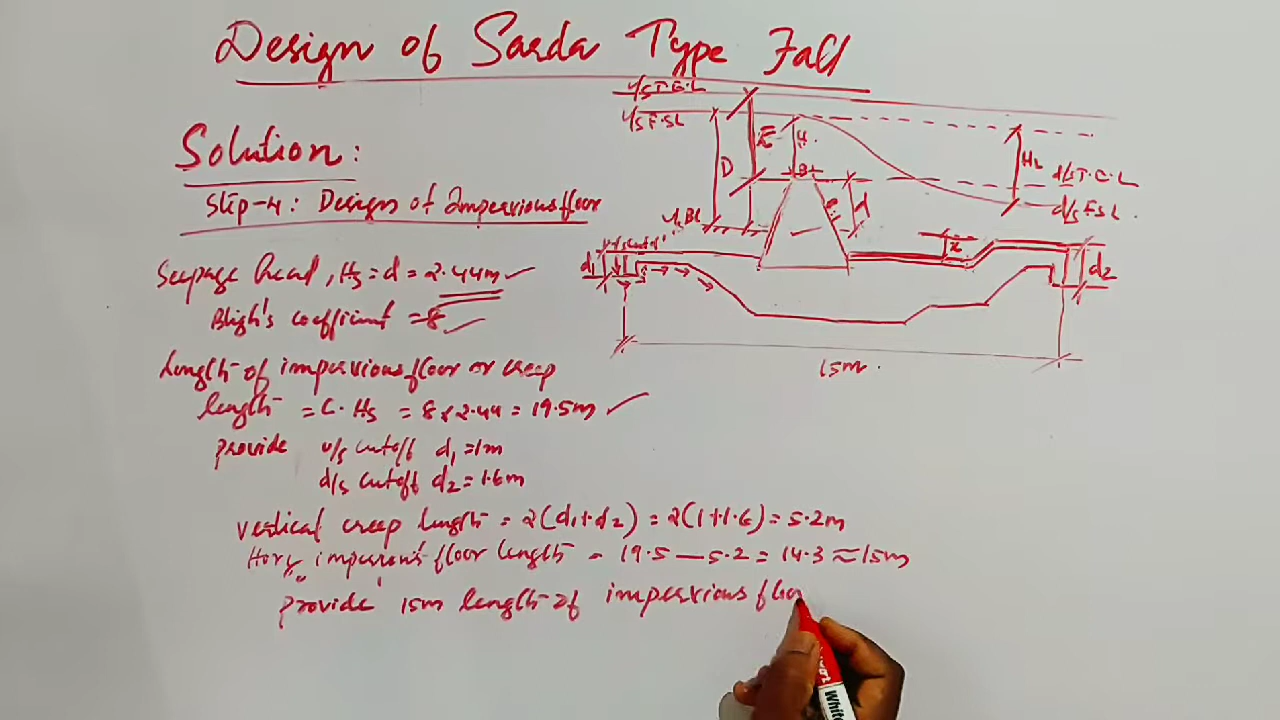 Design of Sarda Type Fall
Solution:
Step-4: Design of Impervious floor
Seepage head, Hs = d = 2.44m
Bligh's coefficient = 8
Length of impervious floor or creep
length = C. Hs = 8 x 2.44 = 19.5m
provide u/s cutoff d1 = 1m
d/s cutoff d2 = 1.6m
Vertical creep length = 2(d1+d2) = 2(1+1.6) = 5.2m
Horz impervious floor length = 19.5 — 5.2 = 14.3 ≈ 15m
provide 15m length of impervious floo
u/s T.E.L
u/s F.S.L
E
H
D
B
d
HL
d/s T.E.L
d/s F.S.L
u/s BL
u/s cutoff
d1
x
d2
15m.